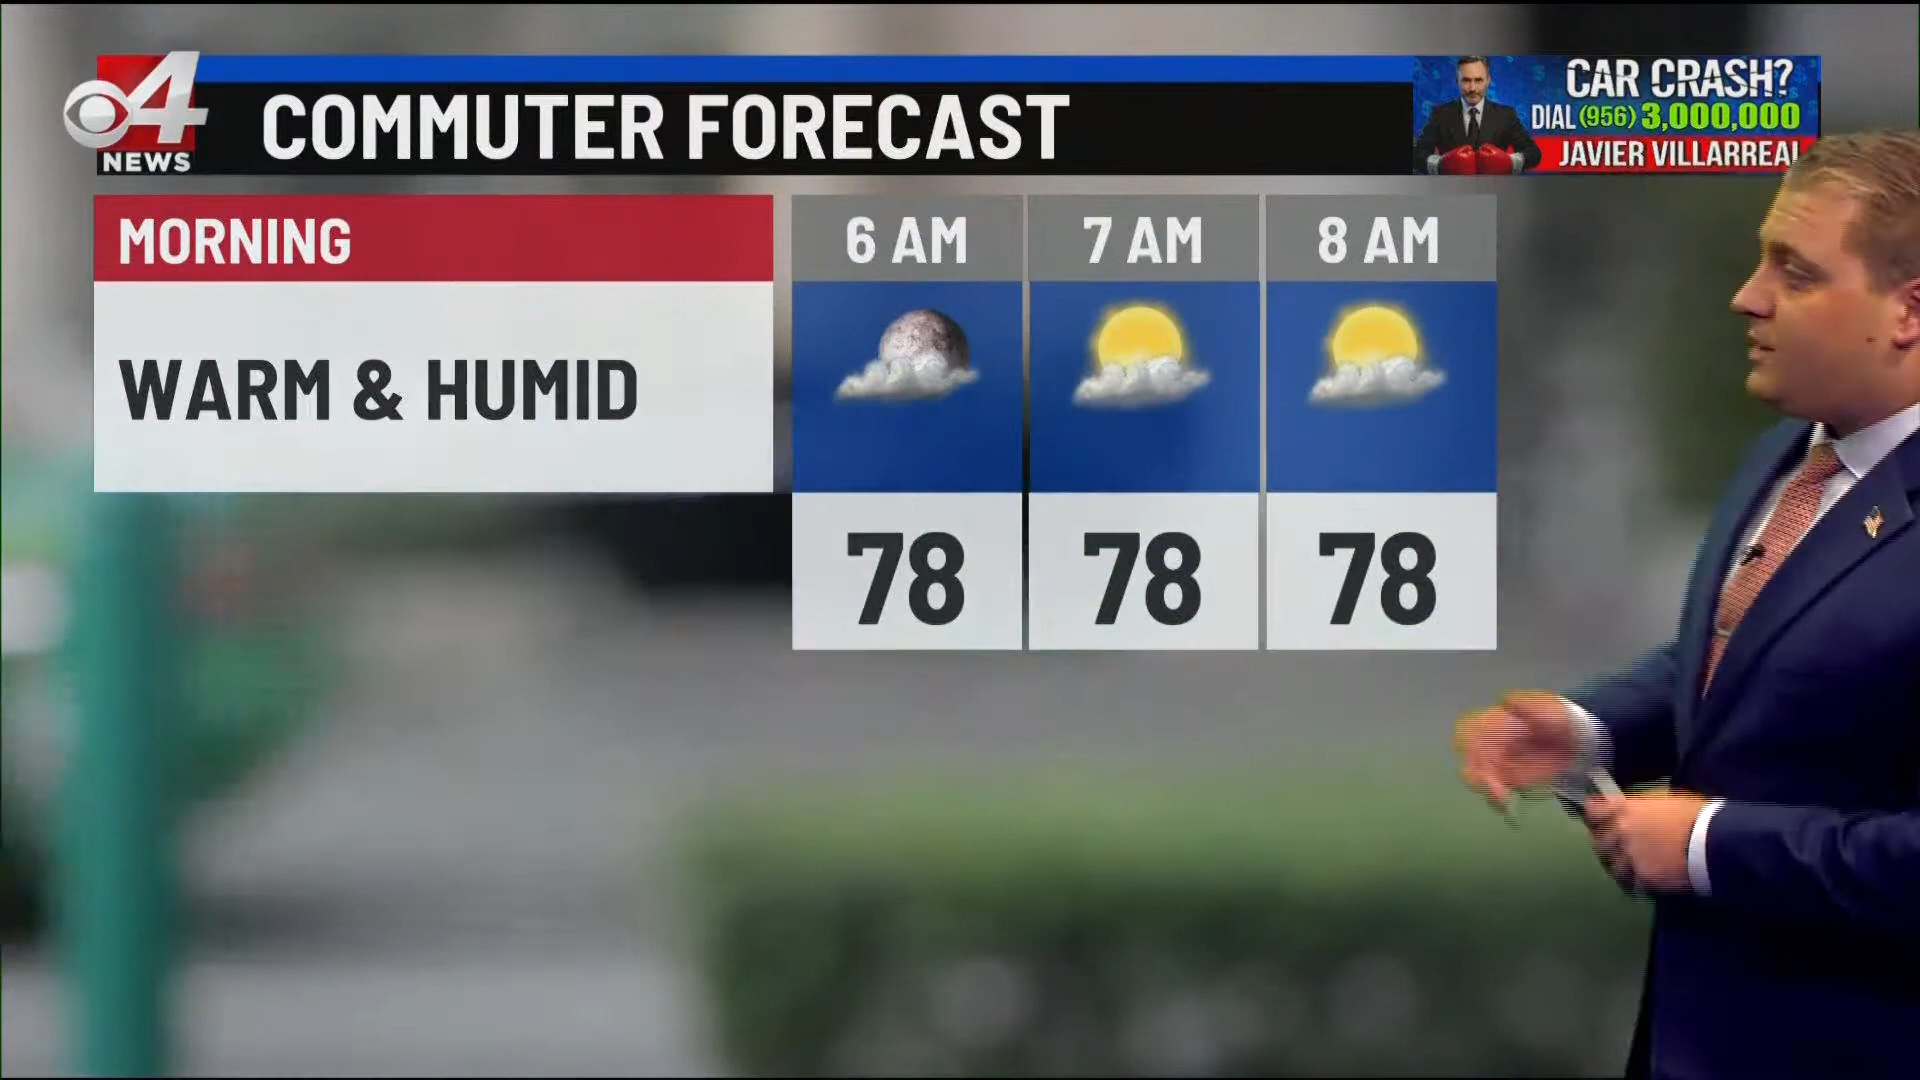 4
NEWS
COMMUTER FORECAST
CAR CRASH?
DIAL (956) 3,000,000
JAVIER VILLARREAL
MORNING
WARM & HUMID
6 AM
7 AM
8 AM
78
78
78